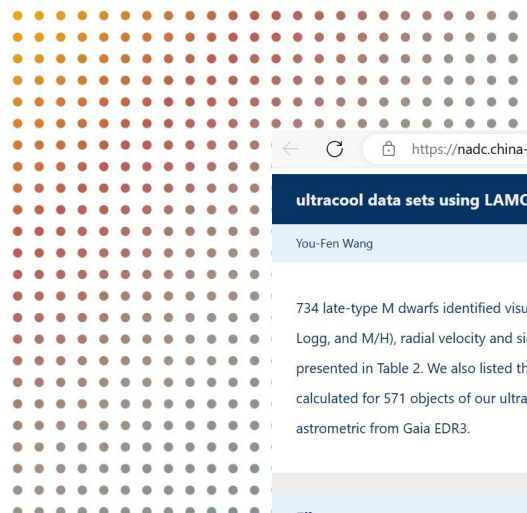 https://nadc.china-
ultracool data sets using LAMO
You-Fen Wang
734 late-type M dwarfs identified visu
Logg, and M/H), radial velocity and si
presented in Table 2. We also listed th
calculated for 571 objects of our ultra
astrometric from Gaia EDR3.